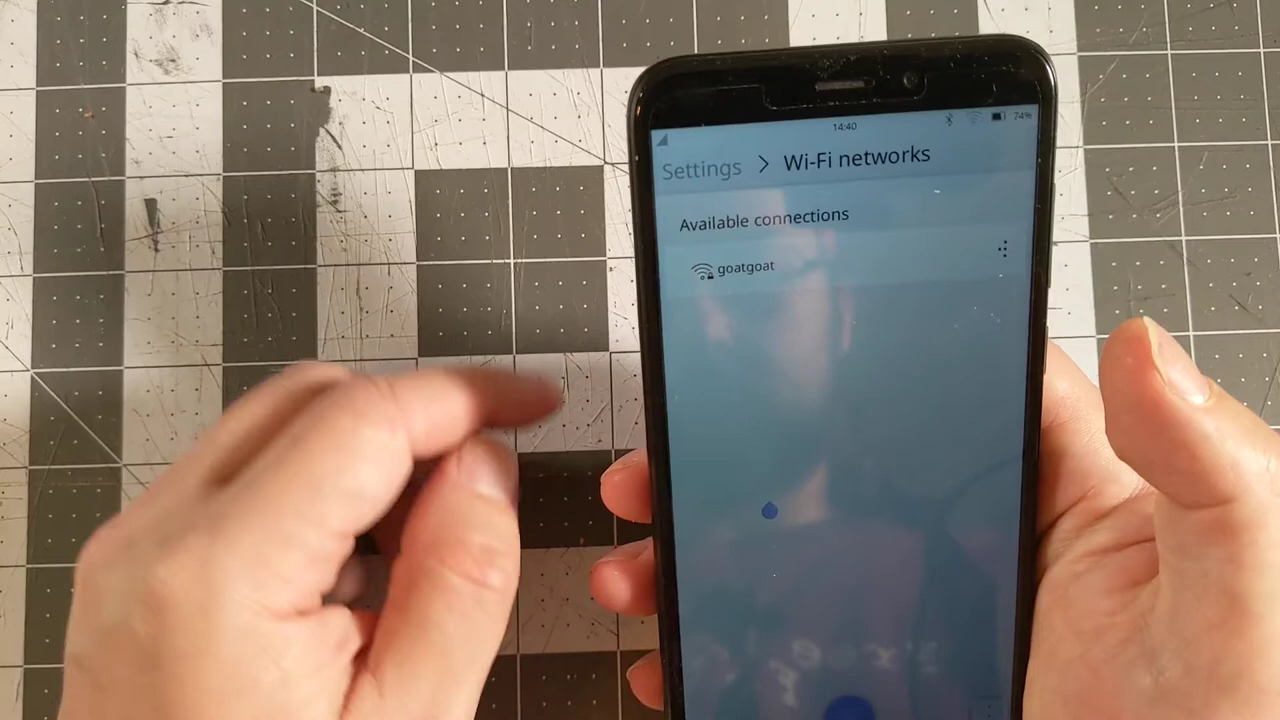 14:40
74%
Settings > Wi-Fi networks
Available connections
goatgoat